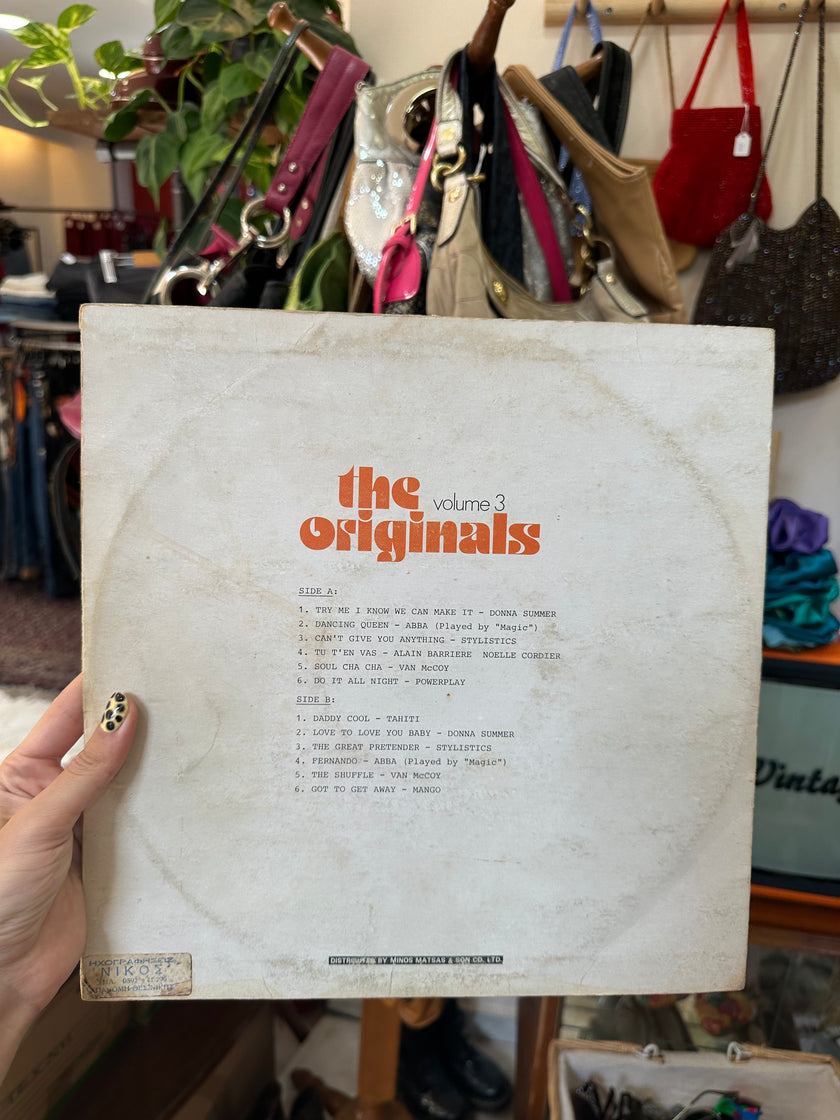 the
volume 3
originals
SIDE A:
1. TRY ME I KNOW WE CAN MAKE IT - DONNA SUMMER
2. DANCING QUEEN - ABBA (Played by "Magic")
3. CAN'T GIVE YOU ANYTHING - STYLISTICS
4. TU T'EN VAS - ALAIN BARRIERE NOELLE CORDIER
5. SOUL CHA CHA - VAN McCOY
6. DO IT ALL NIGHT - POWERPLAY
SIDE B:
1. DADDY COOL - TAHITI
2. LOVE TO LOVE YOU BABY - DONNA SUMMER
3. THE GREAT PRETENDER - STYLISTICS
4. FERNANDO - ABBA (Played by "Magic")
5. THE SHUFFLE - VAN McCOY
6. GOT TO GET AWAY - MANGO
DISTRIBUTED BY MINOS MATSAS & SON CO. LTD.
ΗΧΟΓΡΑΦΗΣΕΙΣ
ΝΙΚΟΣ